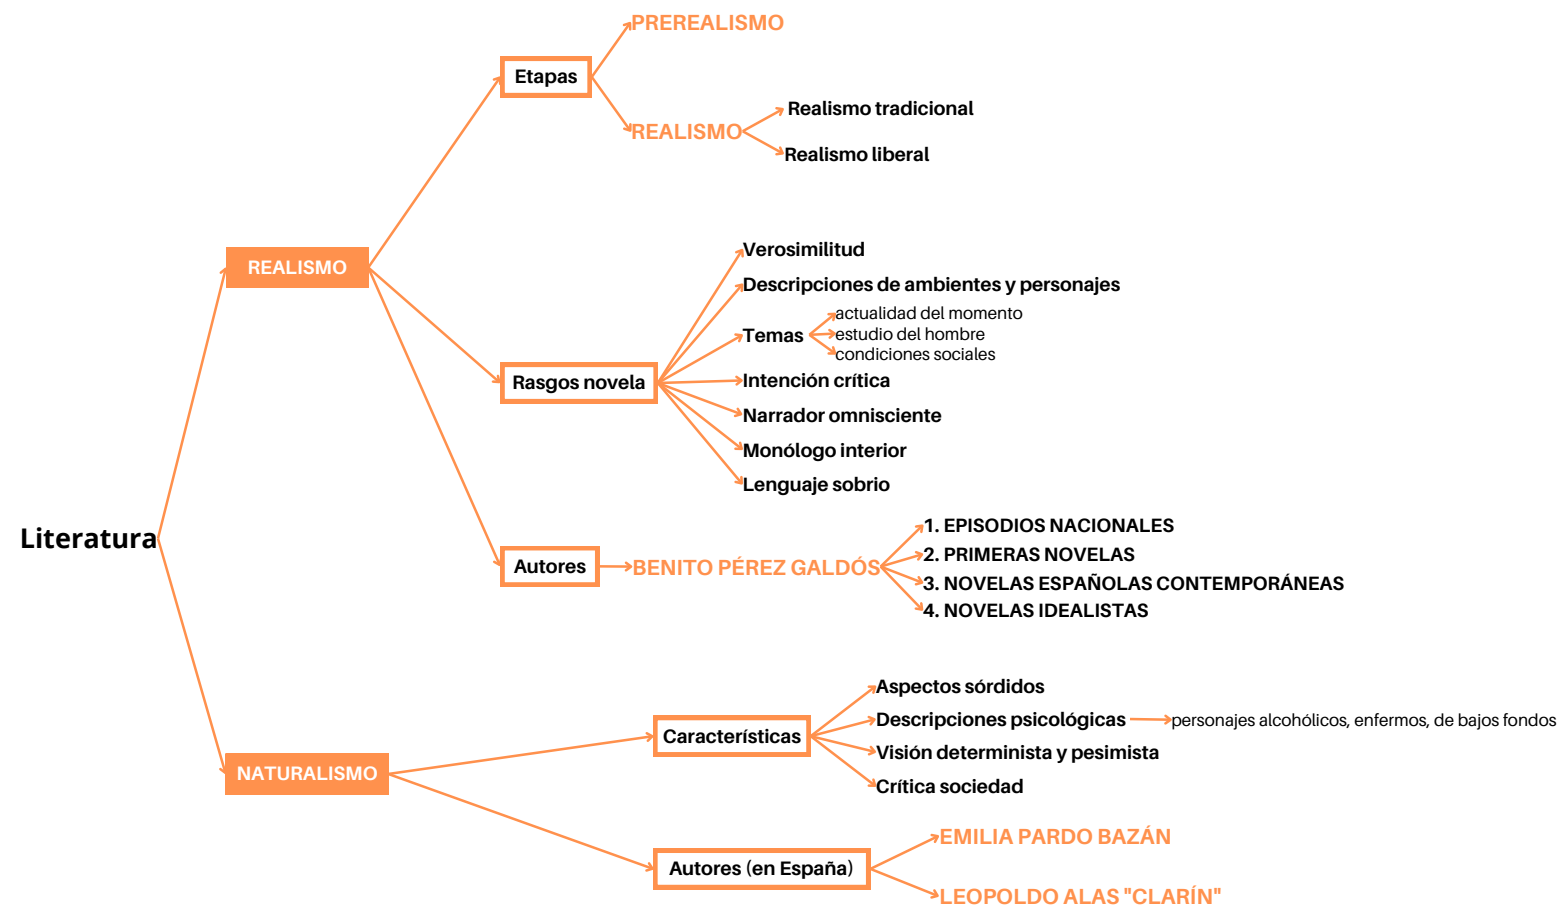 Literatura
REALISMO
Etapas
PREREALISMO
REALISMO
Realismo tradicional
Realismo liberal
Rasgos novela
Verosimilitud
Descripciones de ambientes y personajes
Temas
actualidad del momento
estudio del hombre
condiciones sociales
Intención crítica
Narrador omnisciente
Monólogo interior
Lenguaje sobrio
Autores
BENITO PÉREZ GALDÓS
1. EPISODIOS NACIONALES
2. PRIMERAS NOVELAS
3. NOVELAS ESPAÑOLAS CONTEMPORÁNEAS
4. NOVELAS IDEALISTAS
NATURALISMO
Características
Aspectos sórdidos
Descripciones psicológicas
personajes alcohólicos, enfermos, de bajos fondos
Visión determinista y pesimista
Crítica sociedad
Autores (en España)
EMILIA PARDO BAZÁN
LEOPOLDO ALAS "CLARÍN"